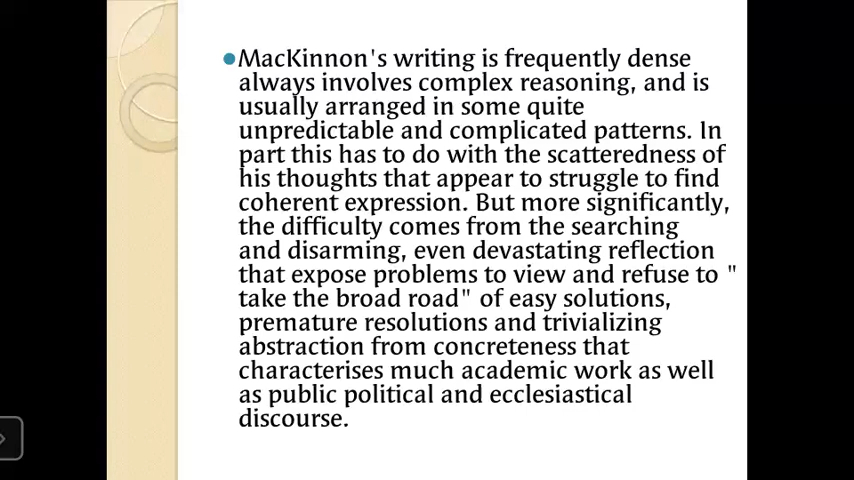 MacKinnon's writing is frequently dense
always involves complex reasoning, and is
usually arranged in some quite
unpredictable and complicated patterns. In
part this has to do with the scatteredness of
his thoughts that appear to struggle to find
coherent expression. But more significantly,
the difficulty comes from the searching
and disarming, even devastating reflection
that expose problems to view and refuse to "
take the broad road" of easy solutions,
premature resolutions and trivializing
abstraction from concreteness that
characterises much academic work as well
as public political and ecclesiastical
discourse.